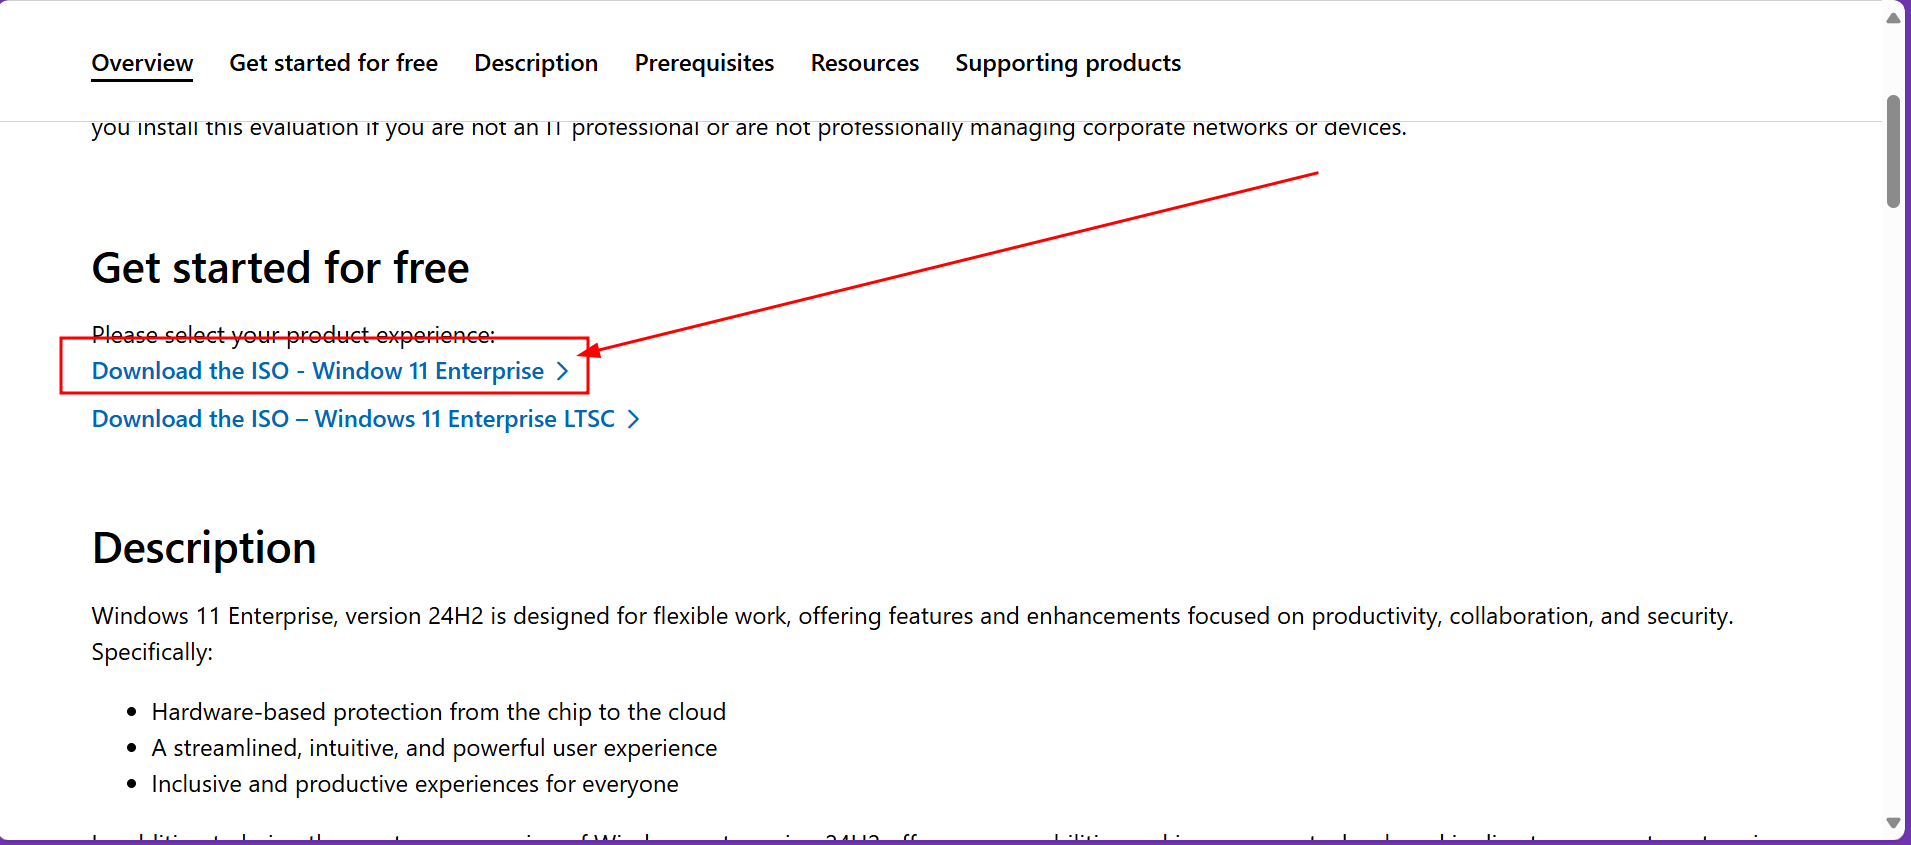 Overview Get started for free Description Prerequisites Resources Supporting products
you install this evaluation if you are not an IT professional or are not professionally managing corporate networks or devices.
Get started for free
Please select your product experience:
Download the ISO - Window 11 Enterprise
Download the ISO – Windows 11 Enterprise LTSC
Description
Windows 11 Enterprise, version 24H2 is designed for flexible work, offering features and enhancements focused on productivity, collaboration, and security.
Specifically:
• Hardware-based protection from the chip to the cloud
• A streamlined, intuitive, and powerful user experience
• Inclusive and productive experiences for everyone